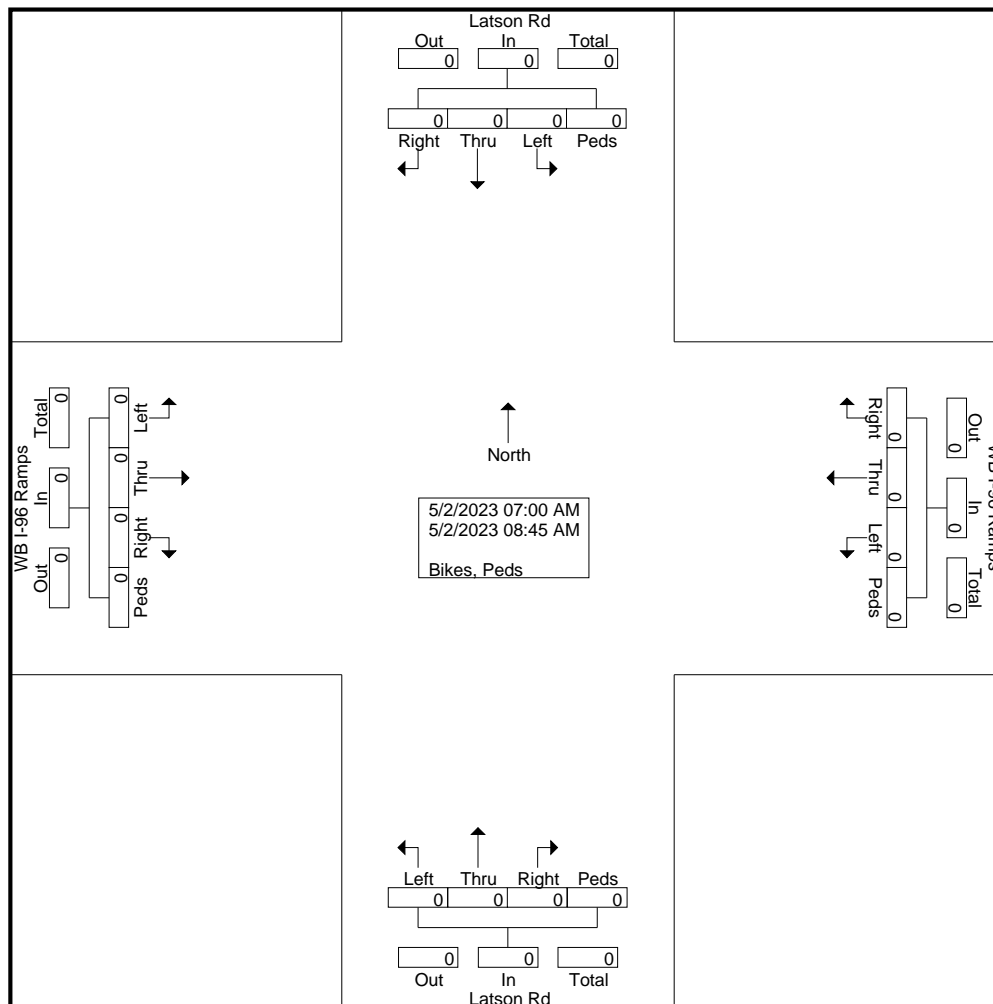 Latson Rd
Out In Total
0 0 0
0 0 0 0
Right Thru Left Peds
WB I-96 Ramps
Total In Out
0 0 0
0 0 0 0
Left Thru Right Peds
North
5/2/2023 07:00 AM
5/2/2023 08:45 AM
Bikes, Peds
Right Thru Left Peds
0 0 0 0
0 0 0
Out In Total
WB I-96 Ramps
Left Thru Right Peds
0 0 0 0
0 0 0
Out In Total
Latson Rd